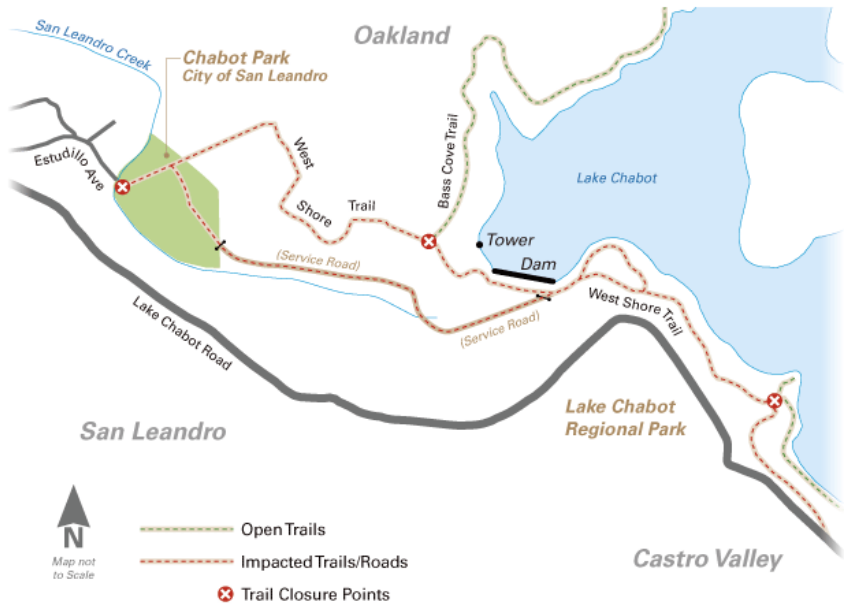 San Leandro Creek
Oakland
Chabot Park
City of San Leandro
Estudillo Ave
West
Shore
Trail
Bass Cove Trail
Lake Chabot
Tower
Dam
(Service Road)
(Service Road)
West Shore Trail
Lake Chabot Road
Lake Chabot
Regional Park
San Leandro
N
Map not
to Scale
Open Trails
Impacted Trails/Roads
Trail Closure Points
Castro Valley